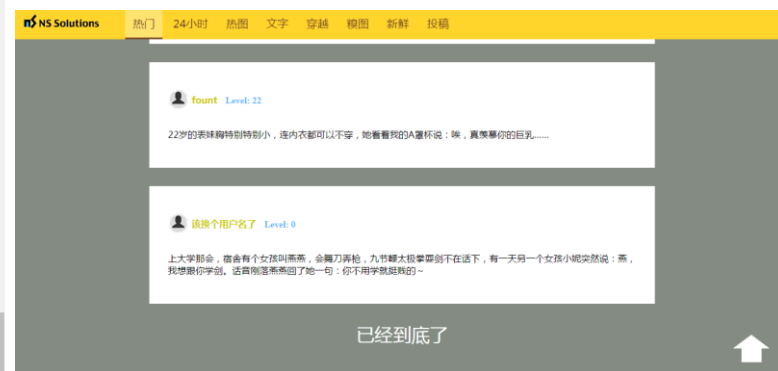 NS Solutions 热门 24小时 热图 文字 穿越 糗图 新鲜 投稿
fount Level: 22
22岁的表妹胸特别特别小，连内衣都可以不穿，她看着我的A罩杯说：唉，真羡慕你的巨乳......
该换个用户名了 Level: 0
上大学那会，宿舍有个女孩叫燕燕，会舞刀弄枪，九节鞭太极拳耍剑不在话下，有一天另一个女孩小妮突然说：燕，
我想跟你学剑。话音刚落燕燕回了她一句：你不用学就挺贱的～
已经到底了